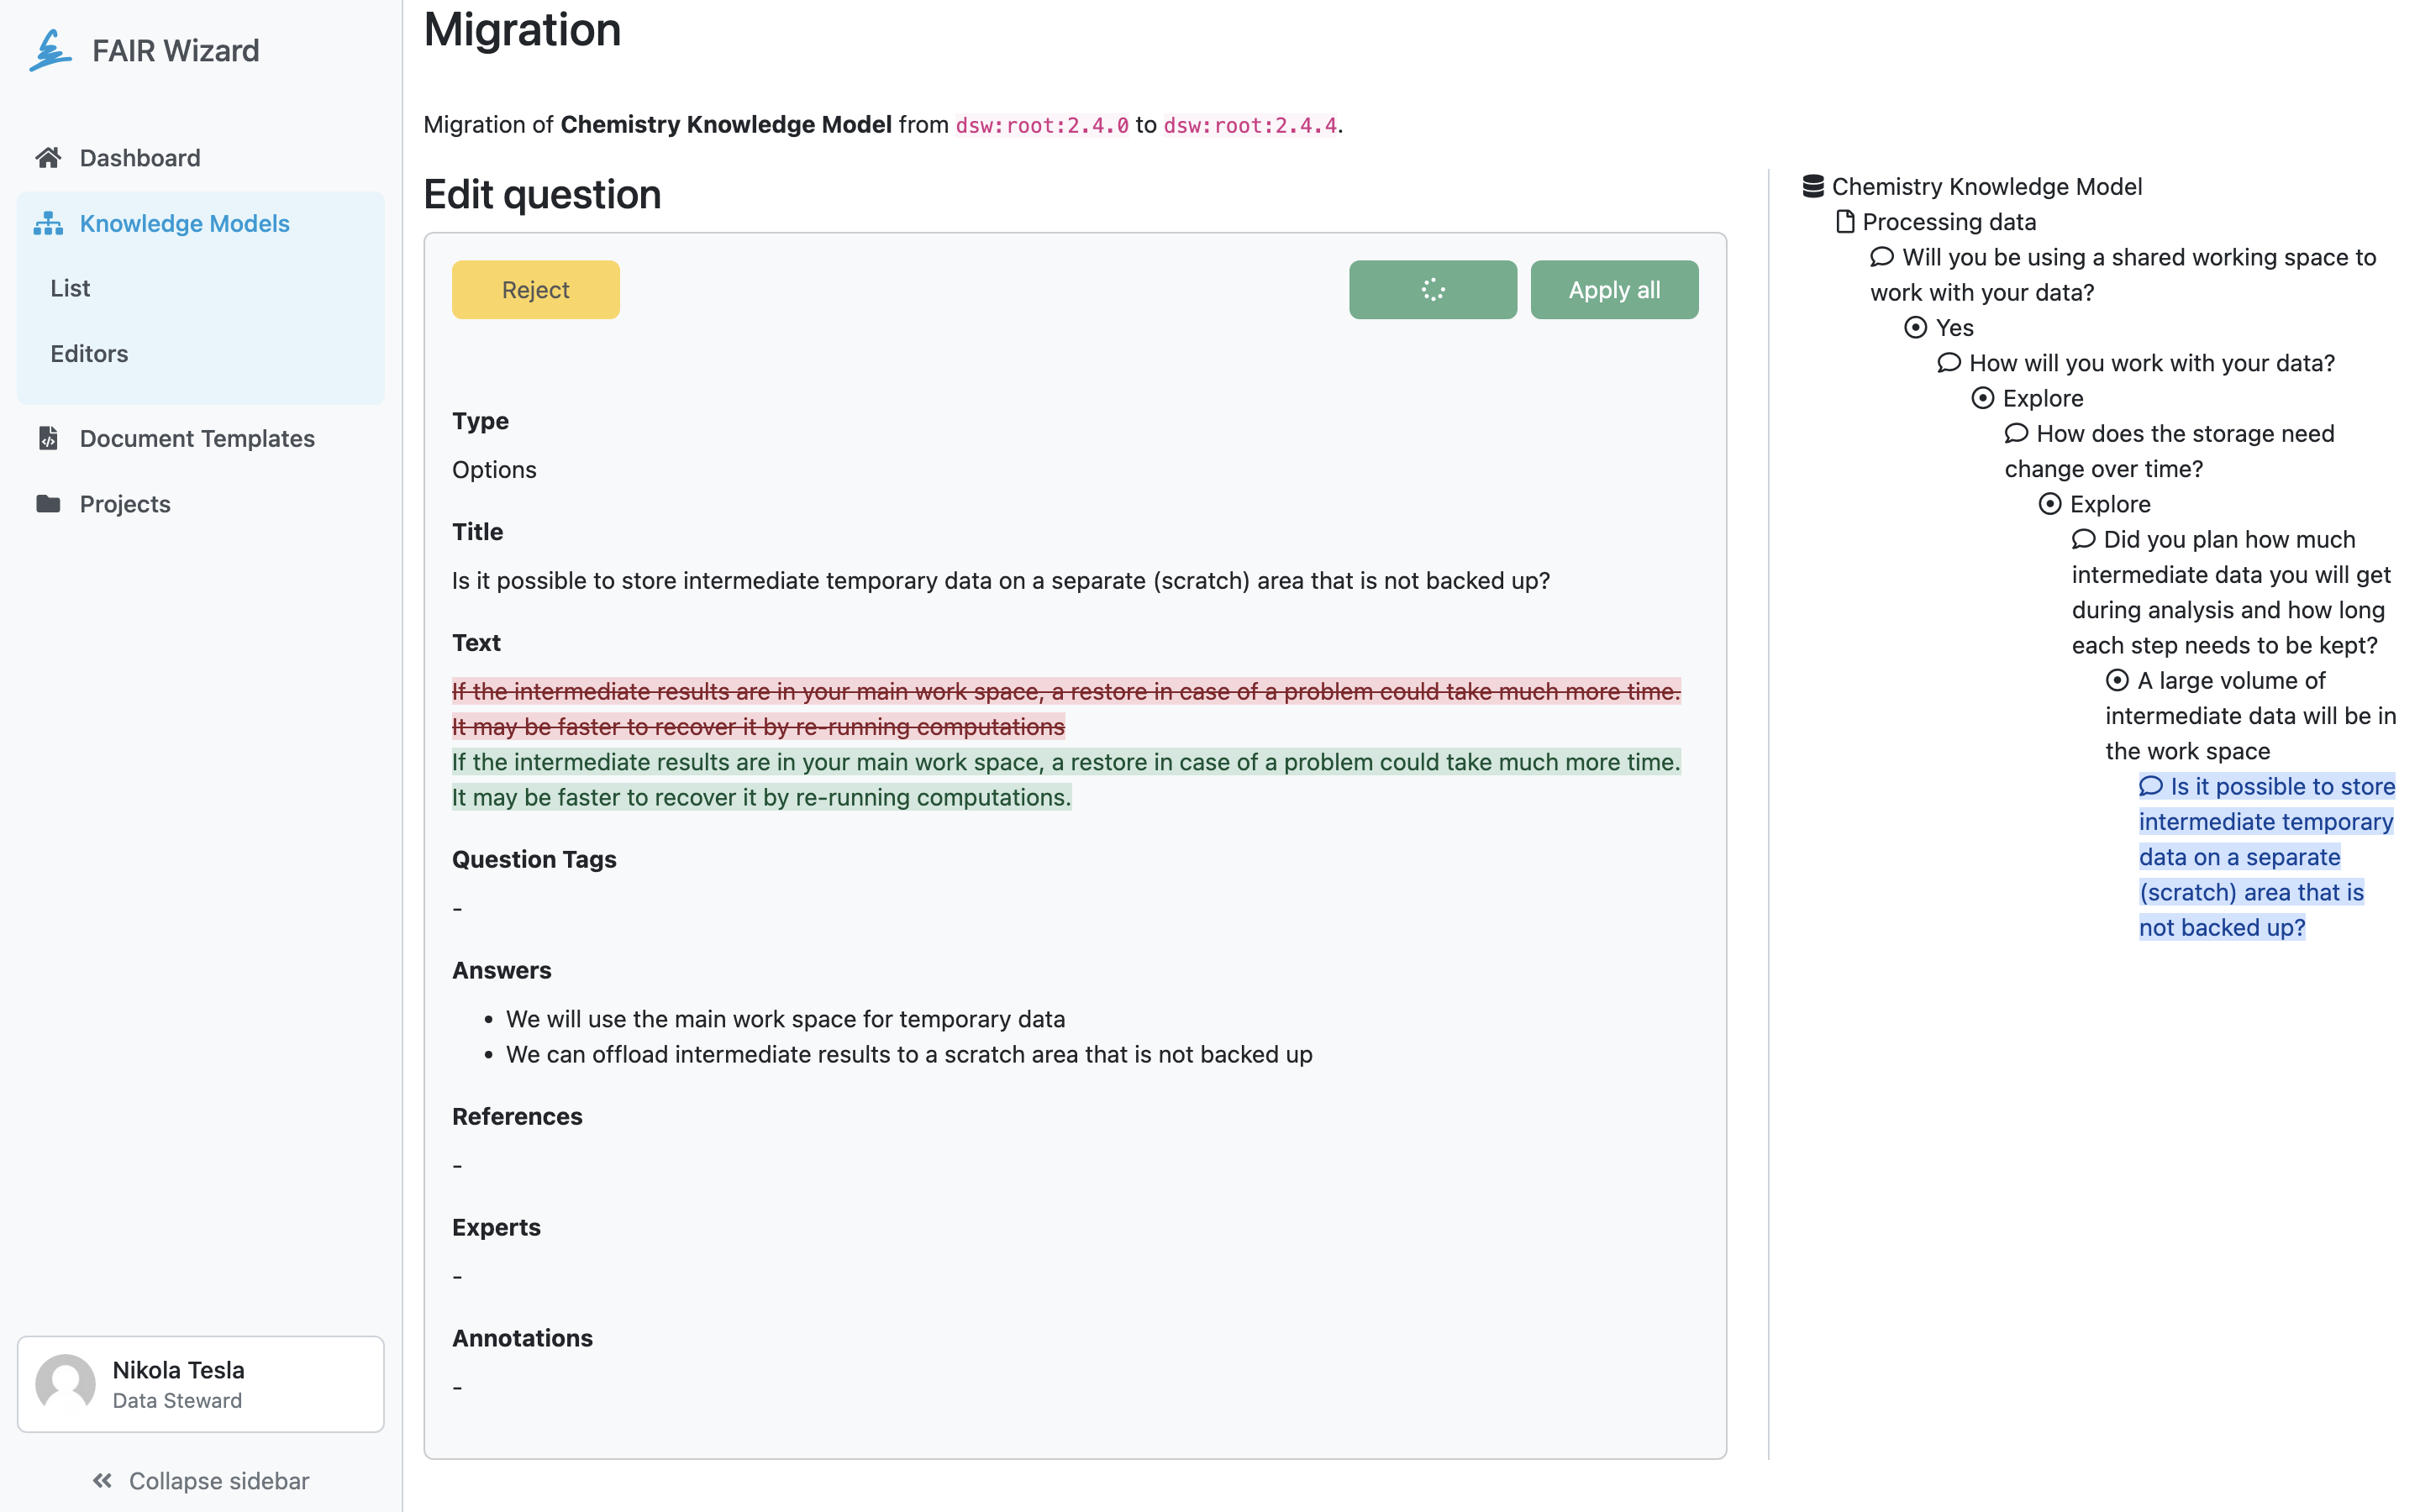 FAIR Wizard
Dashboard
Knowledge Models
List
Editors
Document Templates
Projects
Nikola Tesla
Data Steward
Collapse sidebar
Migration
Migration of Chemistry Knowledge Model from dsw:root:2.4.0 to dsw:root:2.4.4.
Edit question
Reject
Apply all
Type
Options
Title
Is it possible to store intermediate temporary data on a separate (scratch) area that is not backed up?
Text
If the intermediate results are in your main work space, a restore in case of a problem could take much more time.
It may be faster to recover it by re-running computations
If the intermediate results are in your main work space, a restore in case of a problem could take much more time.
It may be faster to recover it by re-running computations.
Question Tags
-
Answers
• We will use the main work space for temporary data
• We can offload intermediate results to a scratch area that is not backed up
References
-
Experts
-
Annotations
-
Chemistry Knowledge Model
Processing data
Will you be using a shared working space to
work with your data?
Yes
How will you work with your data?
Explore
How does the storage need
change over time?
Explore
Did you plan how much
intermediate data you will get
during analysis and how long
each step needs to be kept?
A large volume of
intermediate data will be in
the work space
Is it possible to store
intermediate temporary
data on a separate
(scratch) area that is
not backed up?